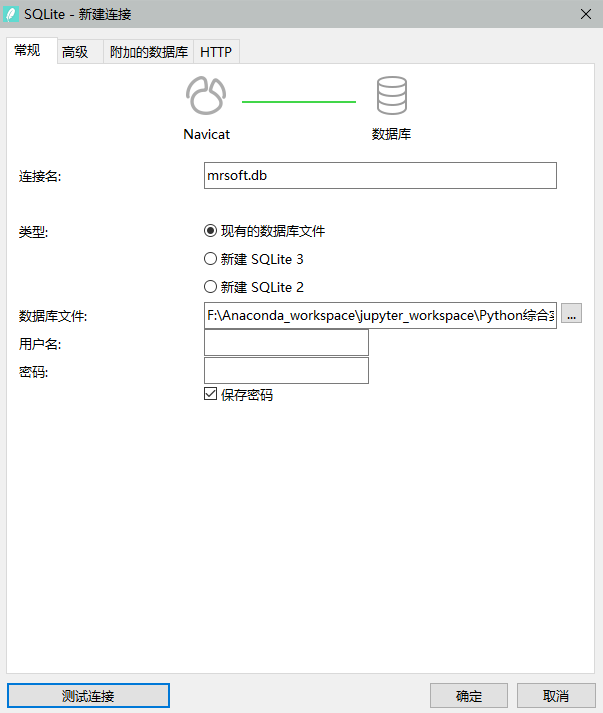 SQLite - 新建连接
常规 高级 附加的数据库 HTTP
Navicat 数据库
连接名: mrsoft.db
类型: 现有的数据库文件
新建 SQLite 3
新建 SQLite 2
数据库文件: F:\Anaconda_workspace\jupyter_workspace\Python综合 ...
用户名:
密码:
保存密码
测试连接 确定 取消